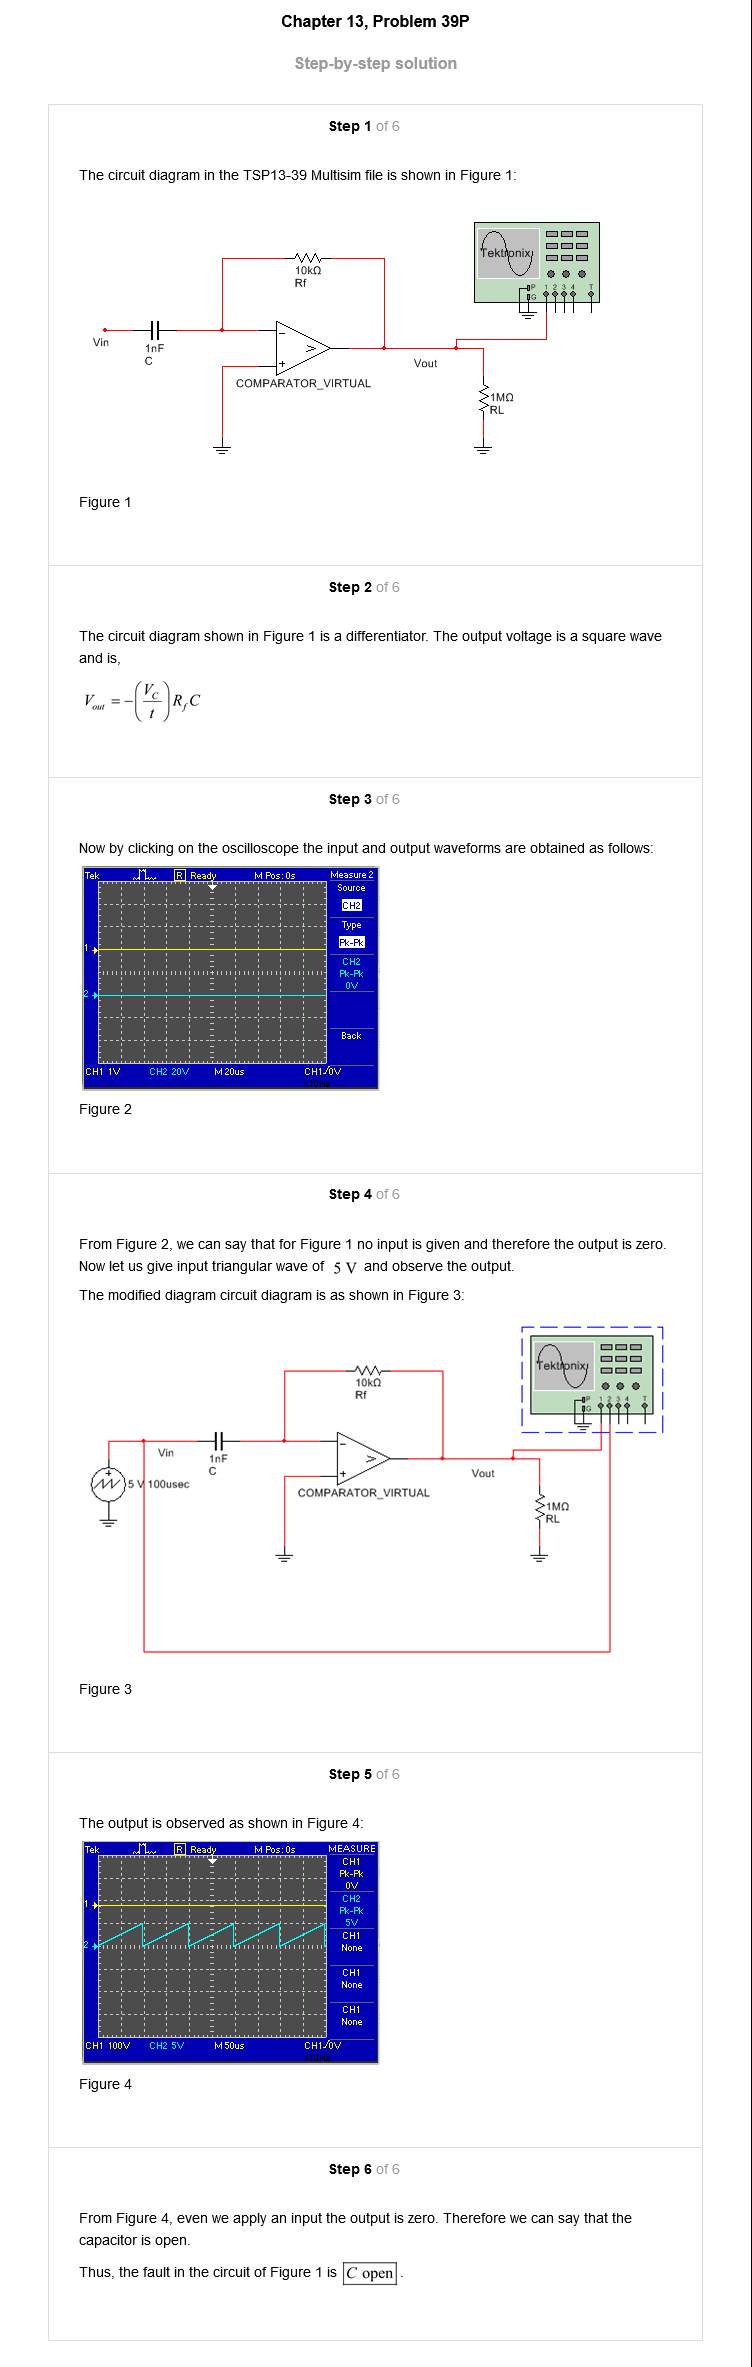 Chapter 13, Problem 39P
Step-by-step solution
Step 1 of 6
The circuit diagram in the TSP13-39 Multisim file is shown in Figure 1:
Tektronix
P
G
1 2 3 4 T
10kΩ
Rf
Vin
1nF
C
COMPARATOR_VIRTUAL
Vout
1MΩ
RL
Figure 1
Step 2 of 6
The circuit diagram shown in Figure 1 is a differentiator. The output voltage is a square wave
and is,
V_out = −(V_C / t) R_f C
Step 3 of 6
Now by clicking on the oscilloscope the input and output waveforms are obtained as follows:
Tek R Ready M Pos: 0s Measure 2
Source
CH2
Type
Pk-Pk
CH2
Pk-Pk
0V
Back
1
2
CH1 1V CH2 20V M 20us CH1/0V
Figure 2
Step 4 of 6
From Figure 2, we can say that for Figure 1 no input is given and therefore the output is zero.
Now let us give input triangular wave of 5 V and observe the output.
The modified diagram circuit diagram is as shown in Figure 3:
Tektronix
P
G
1 2 3 4 T
10kΩ
Rf
Vin
1nF
C
5 V 100usec
COMPARATOR_VIRTUAL
Vout
1MΩ
RL
Figure 3
Step 5 of 6
The output is observed as shown in Figure 4:
Tek R Ready M Pos: 0s MEASURE
CH1
Pk-Pk
0V
CH2
Pk-Pk
5V
CH1
None
CH1
None
CH1
None
1
2
CH1 100V CH2 5V M 50us CH1/0V
Figure 4
Step 6 of 6
From Figure 4, even we apply an input the output is zero. Therefore we can say that the
capacitor is open.
Thus, the fault in the circuit of Figure 1 is C open.